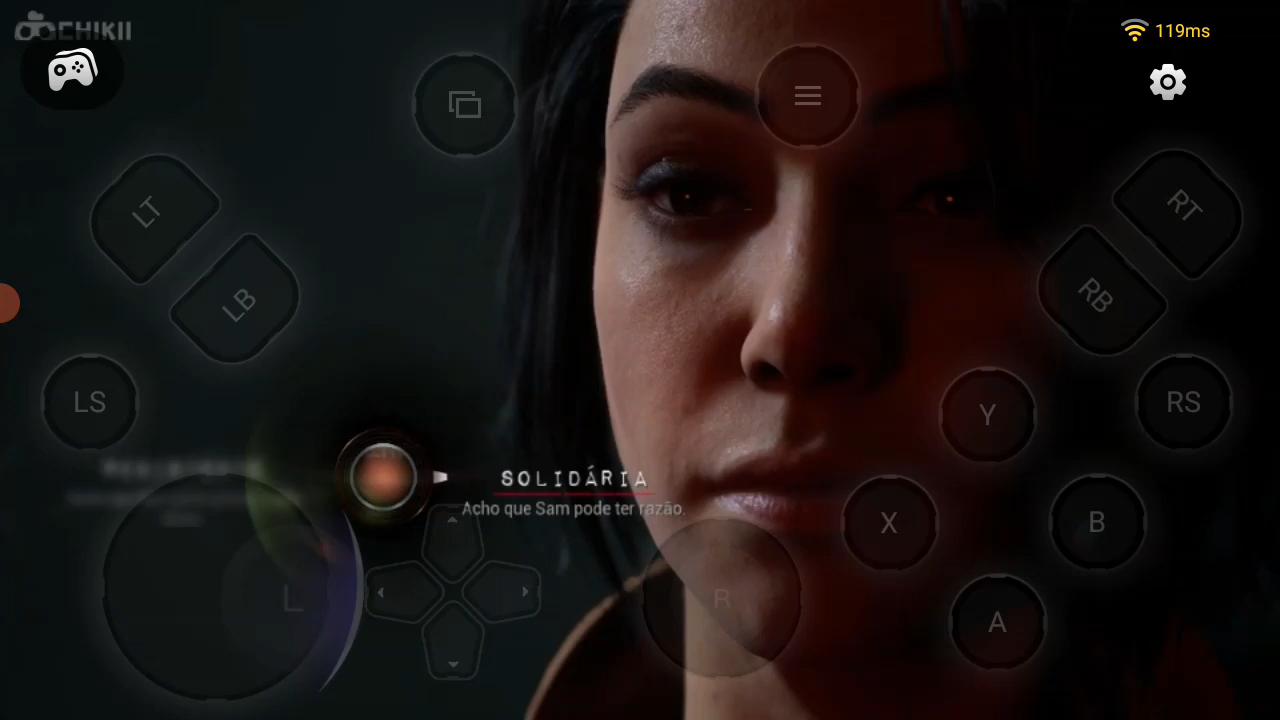 CHIKII
119ms
LT
RT
LB
RB
LS
RS
Y
SOLIDÁRIA
Acho que Sam pode ter razão.
X
B
L
R
A